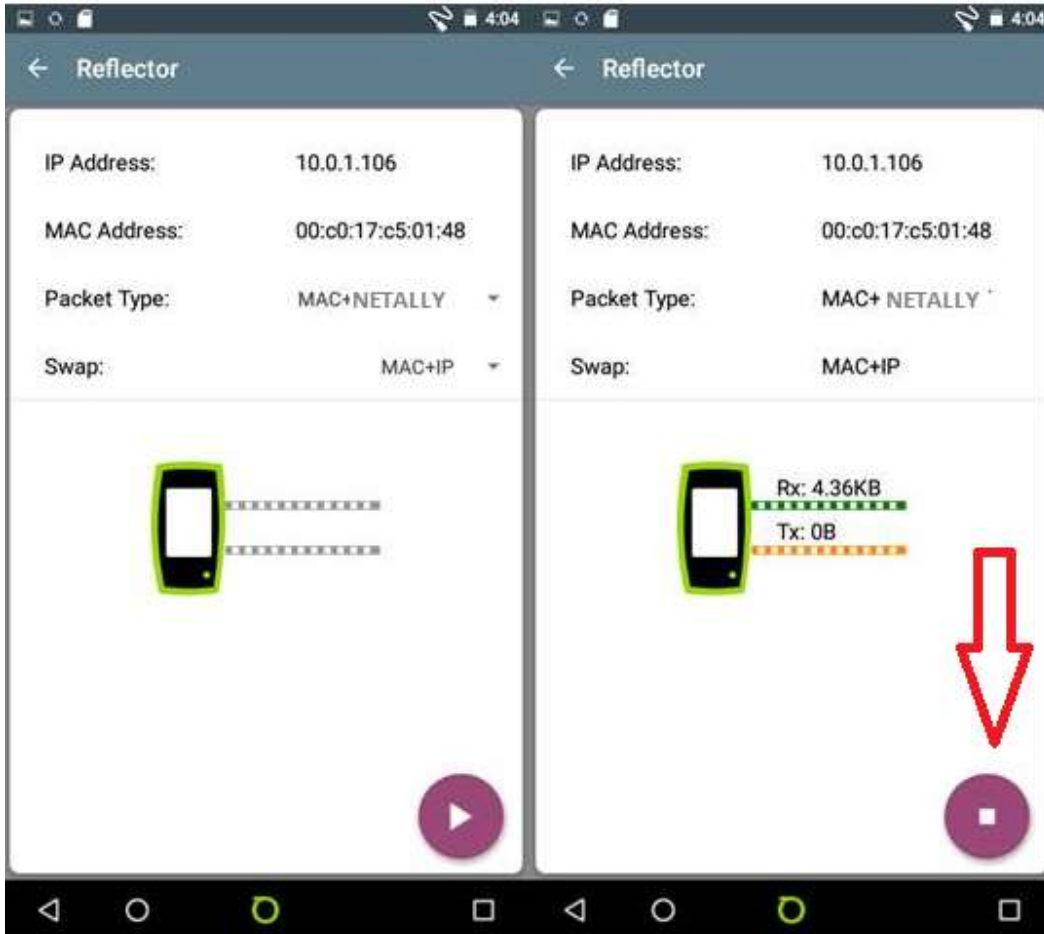 4:04
Reflector
IP Address: 10.0.1.106
MAC Address: 00:c0:17:c5:01:48
Packet Type: MAC+NETALLY
Swap: MAC+IP
4:04
Reflector
IP Address: 10.0.1.106
MAC Address: 00:c0:17:c5:01:48
Packet Type: MAC+ NETALLY
Swap: MAC+IP
Rx: 4.36KB
Tx: 0B